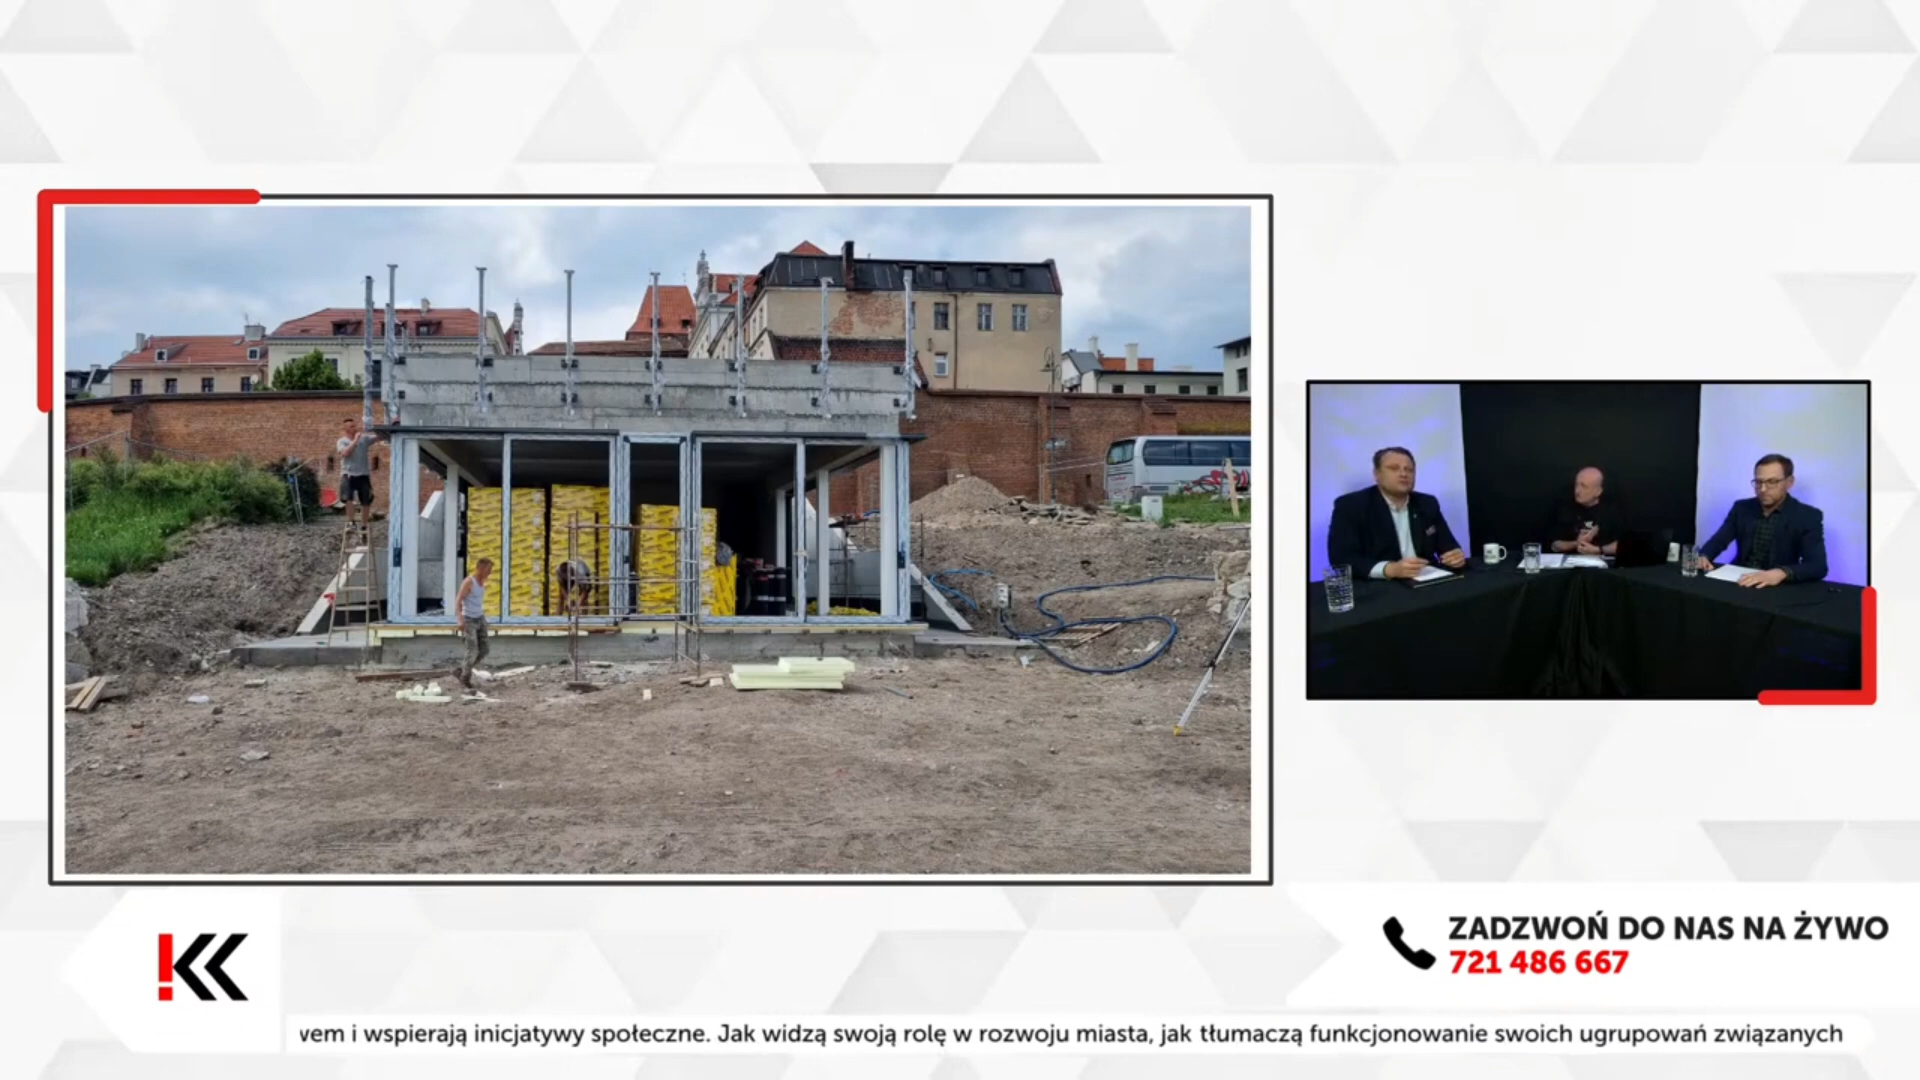 ZADZWOŃ DO NAS NA ŻYWO
721 486 667
!KK
wspierają inicjatywy społeczne. Jak widzą swoją rolę w rozwoju miasta, jak tłumaczą funkcjonowanie swoich ugrupowań związanych